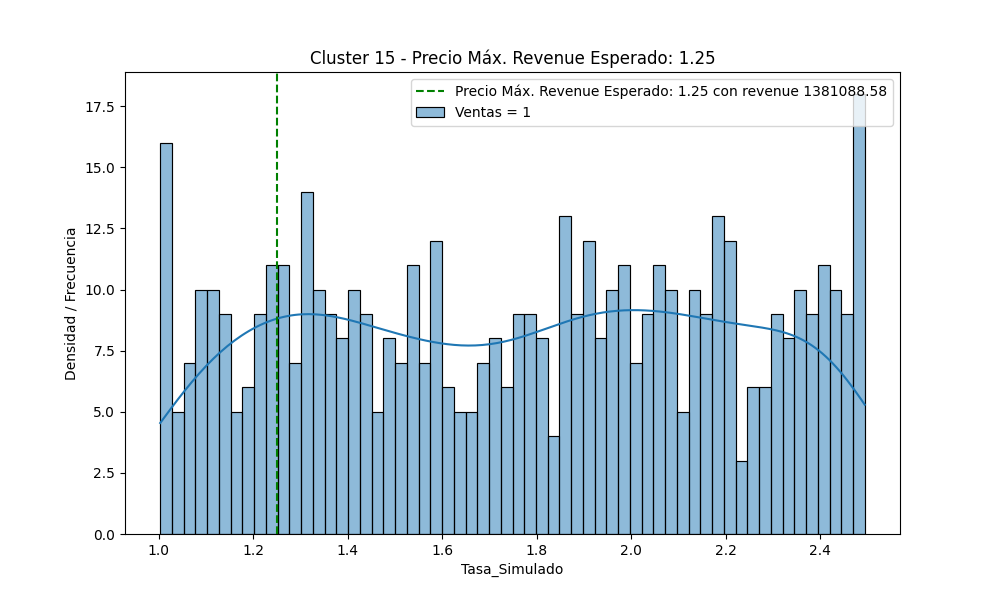 Cluster 15 - Precio Máx. Revenue Esperado: 1.25
Precio Máx. Revenue Esperado: 1.25 con revenue 1381088.58
Ventas = 1
Densidad / Frecuencia
17.5
15.0
12.5
10.0
7.5
5.0
2.5
0.0
1.0 1.2 1.4 1.6 1.8 2.0 2.2 2.4
Tasa_Simulado